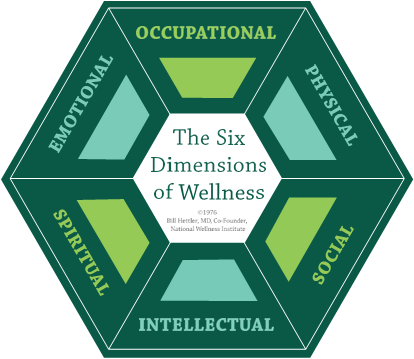 OCCUPATIONAL
EMOTIONAL
PHYSICAL
The Six
Dimensions
of Wellness
©1976
Bill Hettler, MD, Co-Founder,
National Wellness Institute
SPIRITUAL
SOCIAL
INTELLECTUAL